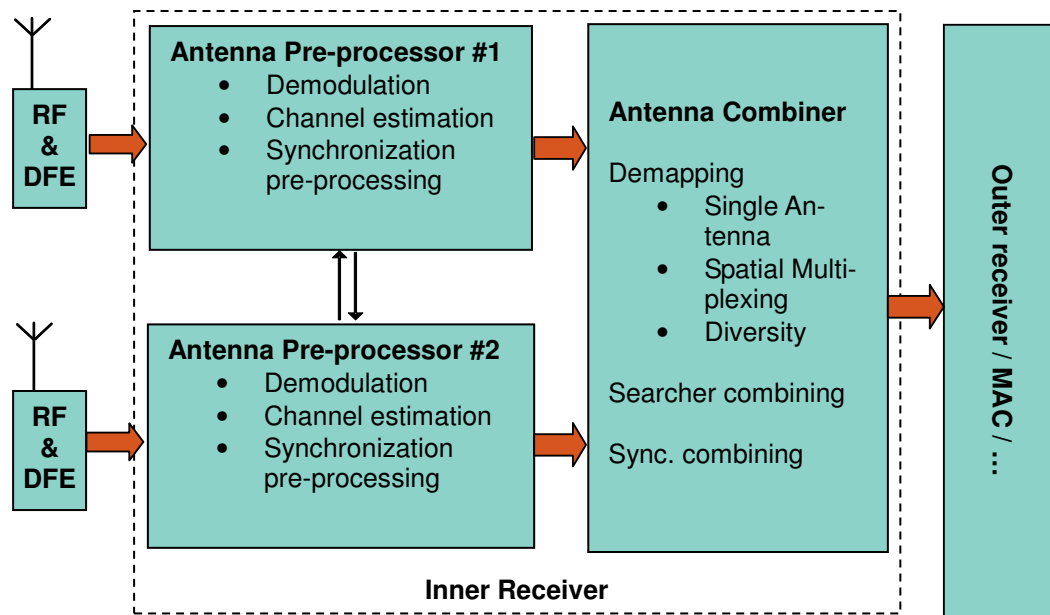 RF
&
DFE
Antenna Pre-processor #1
• Demodulation
• Channel estimation
• Synchronization
pre-processing
RF
&
DFE
Antenna Pre-processor #2
• Demodulation
• Channel estimation
• Synchronization
pre-processing
Antenna Combiner
Demapping
• Single An-
tenna
• Spatial Multi-
plexing
• Diversity
Searcher combining
Sync. combining
Outer receiver / MAC / ...
Inner Receiver